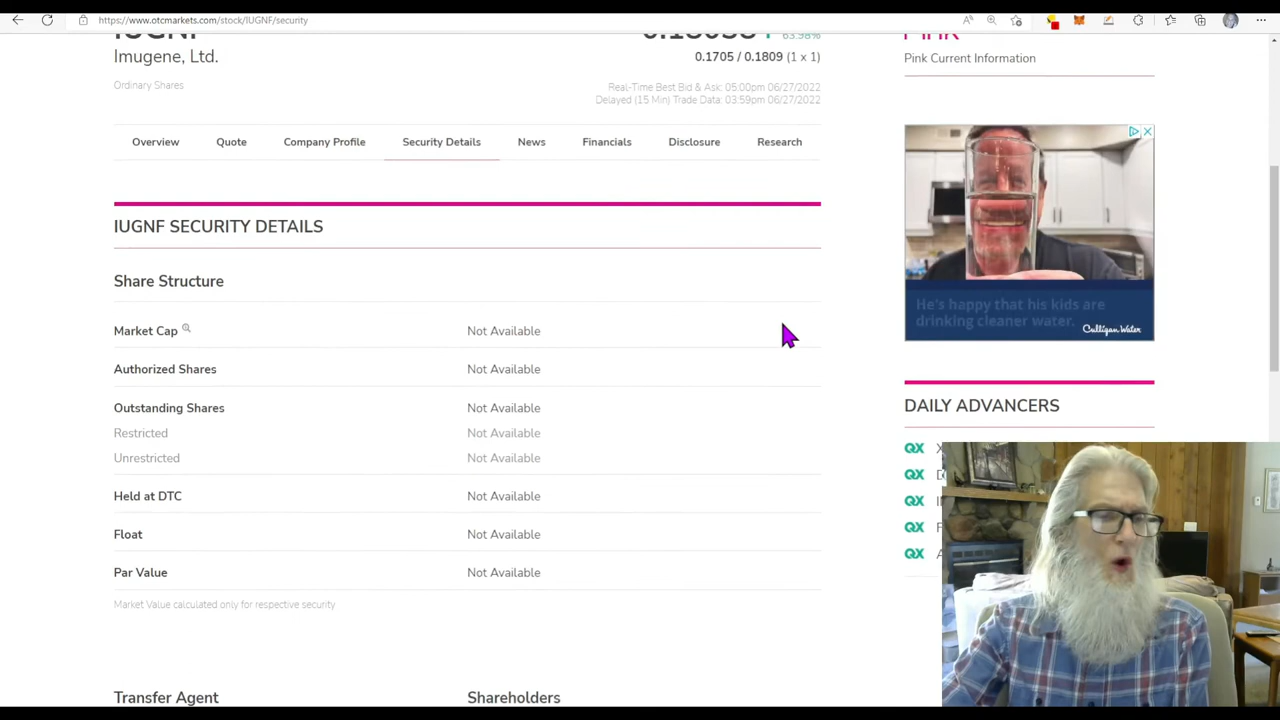 https://www.otcmarkets.com/stock/IUGNF/security
IUGNF
63.98%
Imugene, Ltd.
0.1705 / 0.1809 (1 x 1)
Ordinary Shares
Real-Time Best Bid & Ask: 05:00pm 06/27/2022
Delayed (15 Min) Trade Data: 03:59pm 06/27/2022
Pink Current Information
Overview Quote Company Profile Security Details News Financials Disclosure Research
IUGNF SECURITY DETAILS
Share Structure
Market Cap Not Available
Authorized Shares Not Available
Outstanding Shares Not Available
Restricted Not Available
Unrestricted Not Available
Held at DTC Not Available
Float Not Available
Par Value Not Available
Market Value calculated only for respective security
Transfer Agent Shareholders
He's happy that his kids are
drinking cleaner water.
Culligan Water
DAILY ADVANCERS
QX
QX
QX
QX
QX